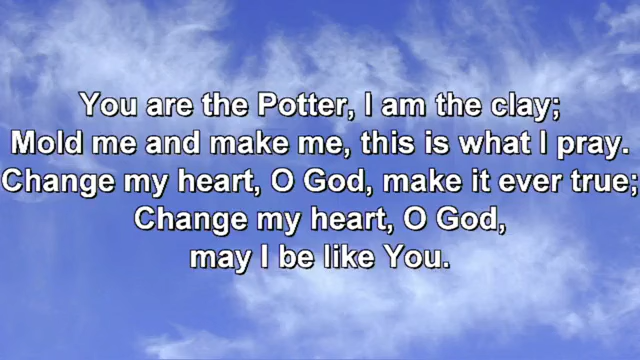 You are the Potter, I am the clay;
Mold me and make me, this is what I pray.
Change my heart, O God, make it ever true;
Change my heart, O God,
may I be like You.